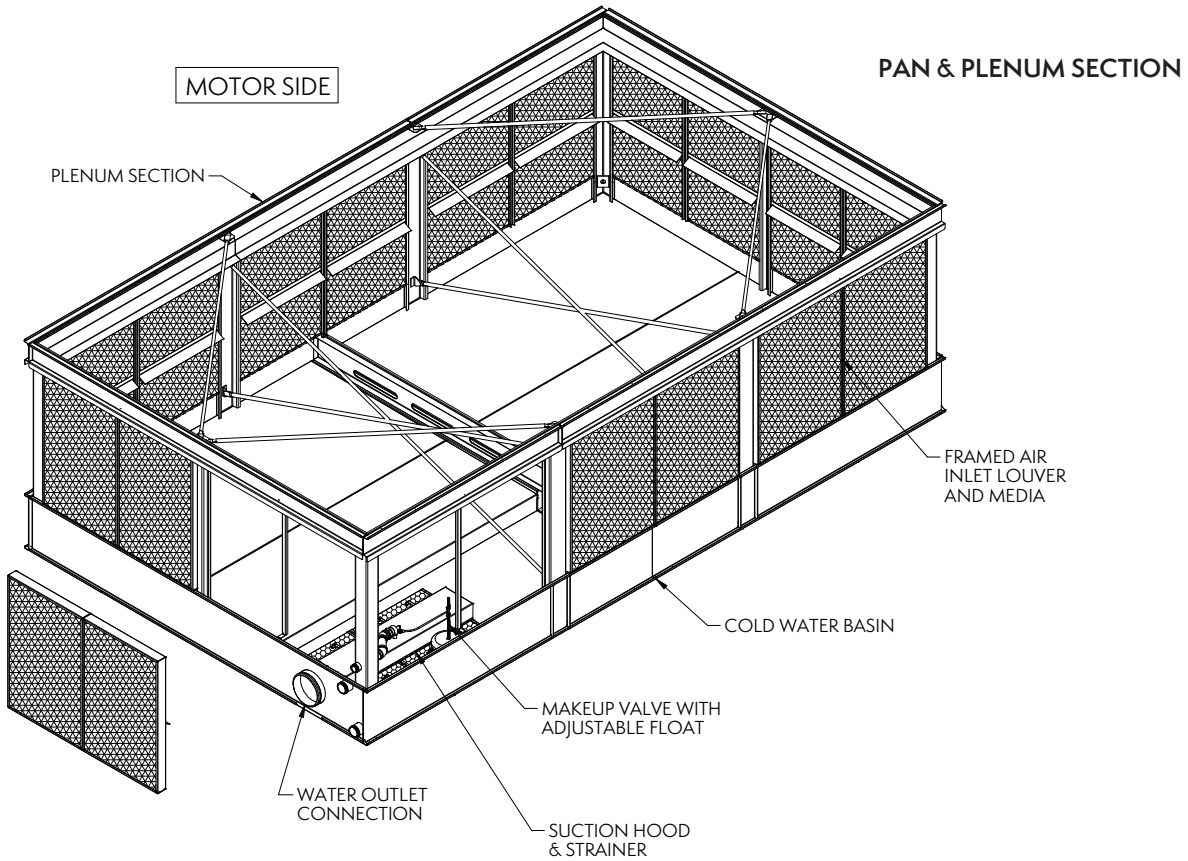 PAN & PLENUM SECTION
MOTOR SIDE
PLENUM SECTION
FRAMED AIR
INLET LOUVER
AND MEDIA
COLD WATER BASIN
MAKEUP VALVE WITH
ADJUSTABLE FLOAT
WATER OUTLET
CONNECTION
SUCTION HOOD
& STRAINER